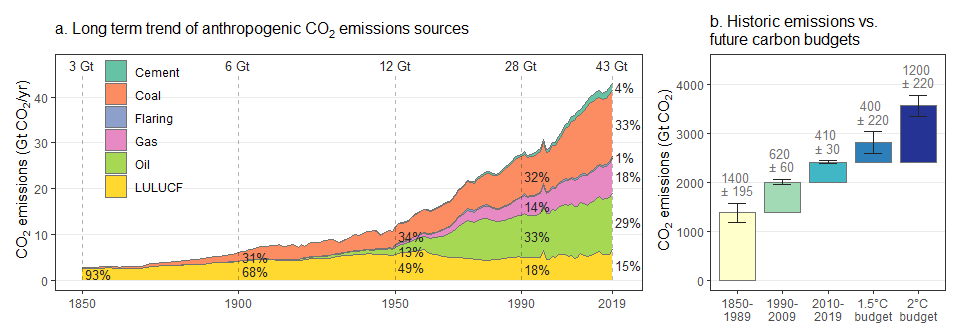 a. Long term trend of anthropogenic CO₂ emissions sources
CO₂ emissions (Gt CO₂/yr)
0
10
20
30
40
3 Gt
6 Gt
12 Gt
28 Gt
43 Gt
Cement
Coal
Flaring
Gas
Oil
LULUCF
93%
31%
68%
34%
13%
49%
32%
14%
33%
18%
4%
33%
1%
18%
29%
15%
1850
1900
1950
1990
2019
b. Historic emissions vs.
future carbon budgets
CO₂ emissions (Gt CO₂)
0
1000
2000
3000
4000
1400
± 195
620
± 60
410
± 30
400
± 220
1200
± 220
1850-
1989
1990-
2009
2010-
2019
1.5°C
budget
2°C
budget